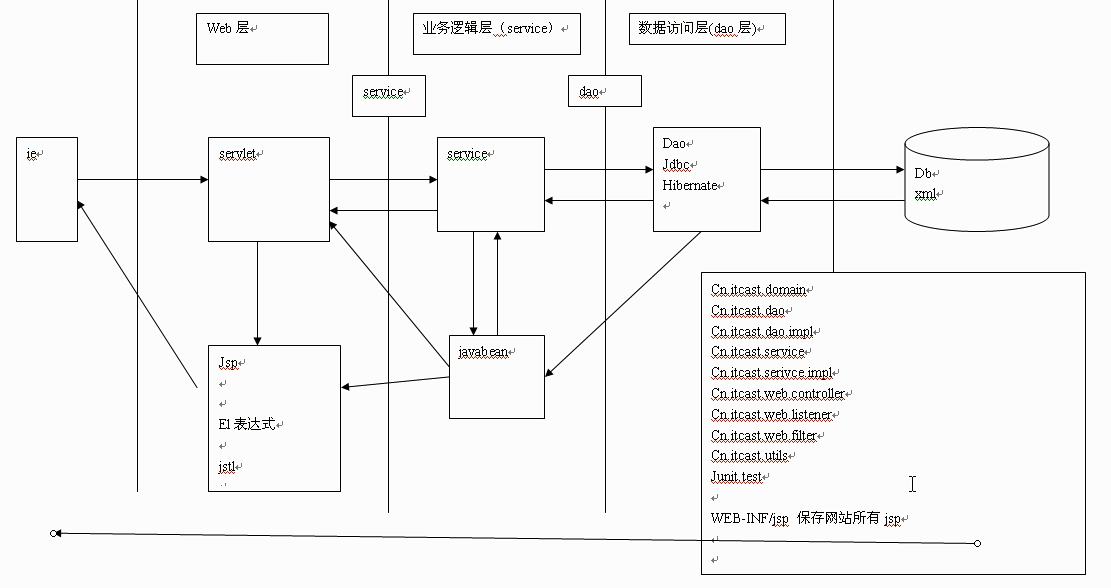 Web 层
业务逻辑层（service）
数据访问层(dao 层)
service
dao
ie
servlet
service
Dao
Jdbc
Hibernate
Db
xml
Jsp
El 表达式
jstl
javabean
Cn.itcast.domain
Cn.itcast.dao
Cn.itcast.dao.impl
Cn.itcast.service
Cn.itcast.serivce.impl
Cn.itcast.web.controller
Cn.itcast.web.listener
Cn.itcast.web.filter
Cn.itcast.utils
Junit.test
WEB-INF/jsp 保存网站所有 jsp